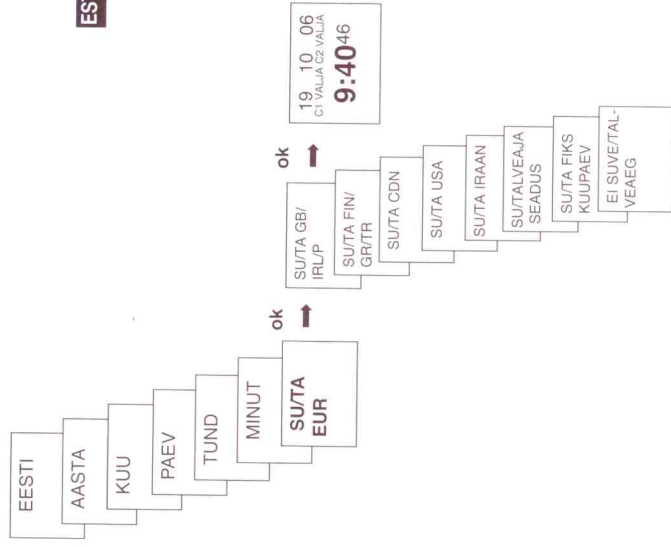 EESTI
AASTA
KUU
PAEV
TUND
MINUT
SU/TA
EUR
ok
SU/TA GB/
IRL/P
SU/TA FIN/
GR/TR
SU/TA CDN
SU/TA USA
SU/TA IRAAN
SU/TALVEAJA
SEADUS
SU/TA FIKS
KUUPAEV
EI SUVE/TAL-
VEAEG
ok
19 10 06
C1 VALJA C2 VALJA
9:40 46